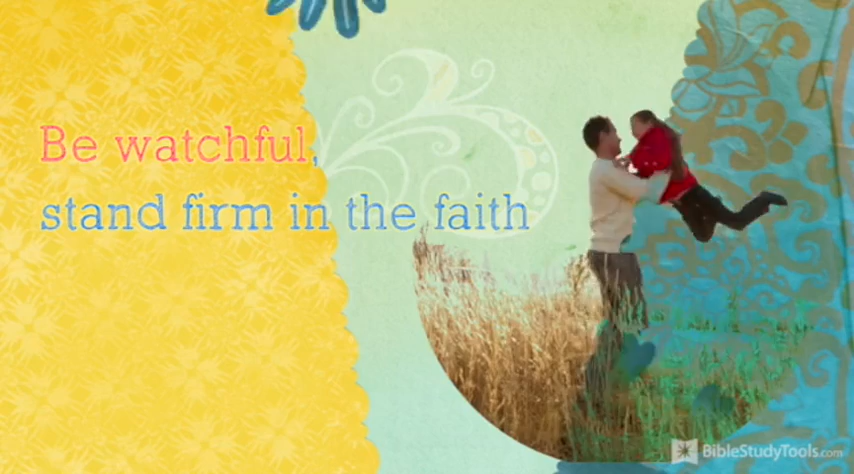 Be watchful,
stand firm in the faith
BibleStudyTools.com